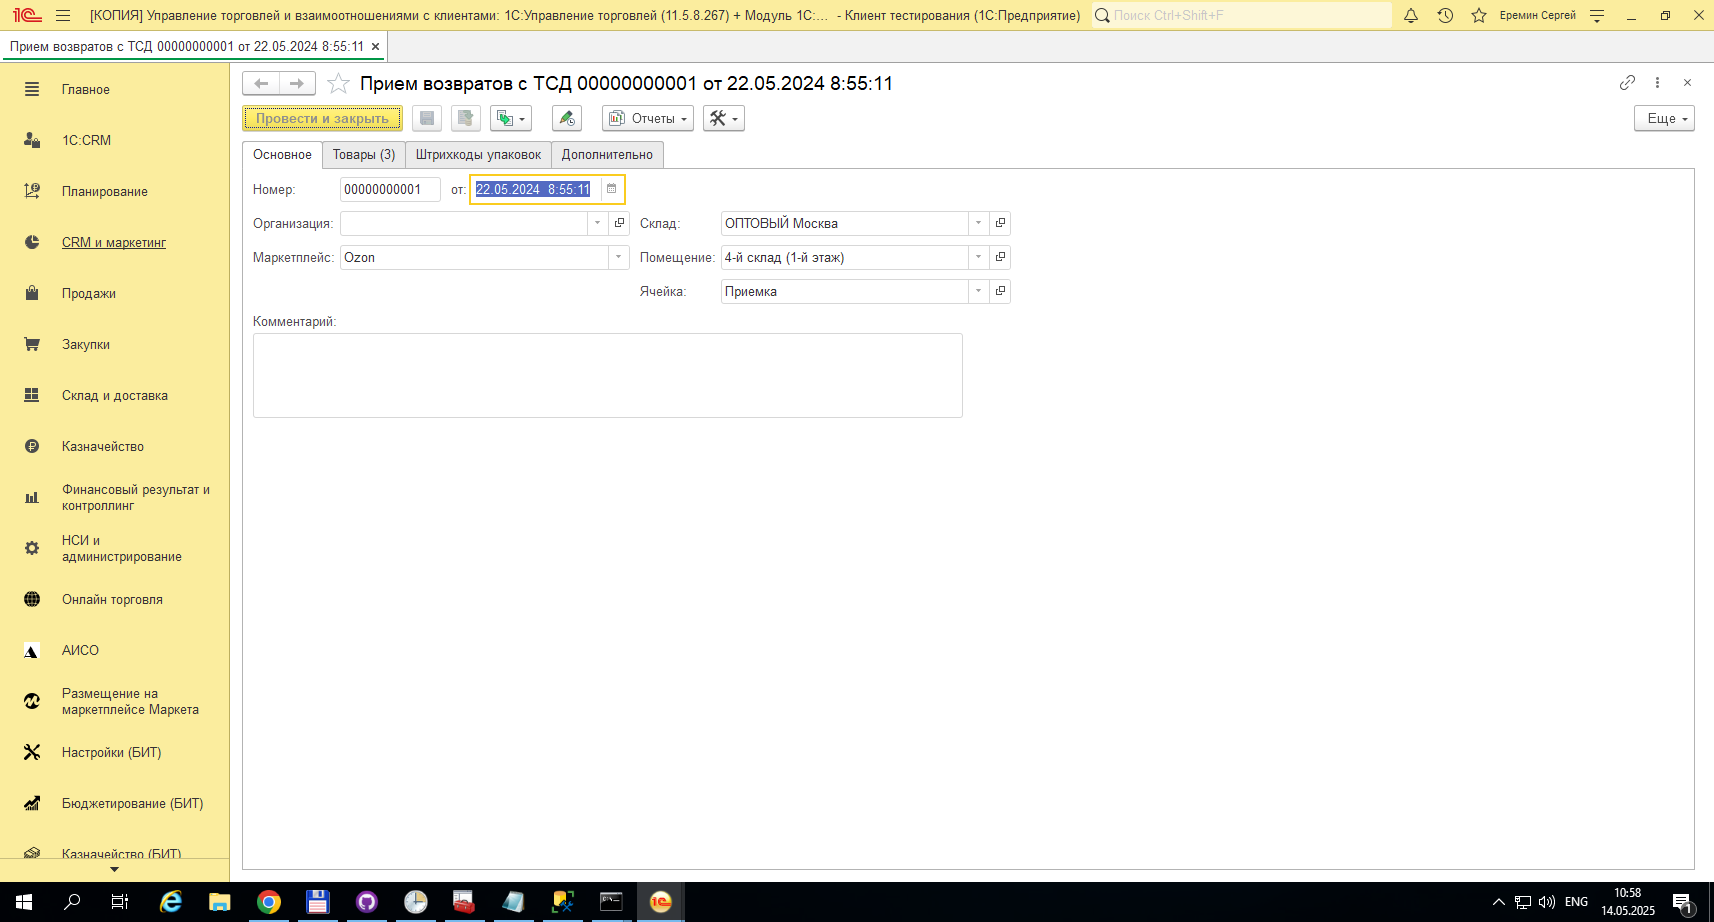 [КОПИЯ] Управление торговлей и взаимоотношениями с клиентами: 1С:Управление торговлей (11.5.8.267) + Модуль 1С:... - Клиент тестирования (1С:Предприятие)
Поиск Ctrl+Shift+F
Еремин Сергей
Прием возвратов с ТСД 00000000001 от 22.05.2024 8:55:11
Главное
1С:CRM
Планирование
CRM и маркетинг
Продажи
Закупки
Склад и доставка
Казначейство
Финансовый результат и
контроллинг
НСИ и
администрирование
Онлайн торговля
АИСО
Размещение на
маркетплейсе Маркета
Настройки (БИТ)
Бюджетирование (БИТ)
Казначейство (БИТ)
Прием возвратов с ТСД 00000000001 от 22.05.2024 8:55:11
Провести и закрыть
Отчеты
Еще
Основное
Товары (3)
Штрихкоды упаковок
Дополнительно
Номер: 00000000001 от: 22.05.2024 8:55:11
Организация:
Склад: ОПТОВЫЙ Москва
Маркетплейс: Ozon
Помещение: 4-й склад (1-й этаж)
Ячейка: Приемка
Комментарий:
ENG
10:58
14.05.2025
1